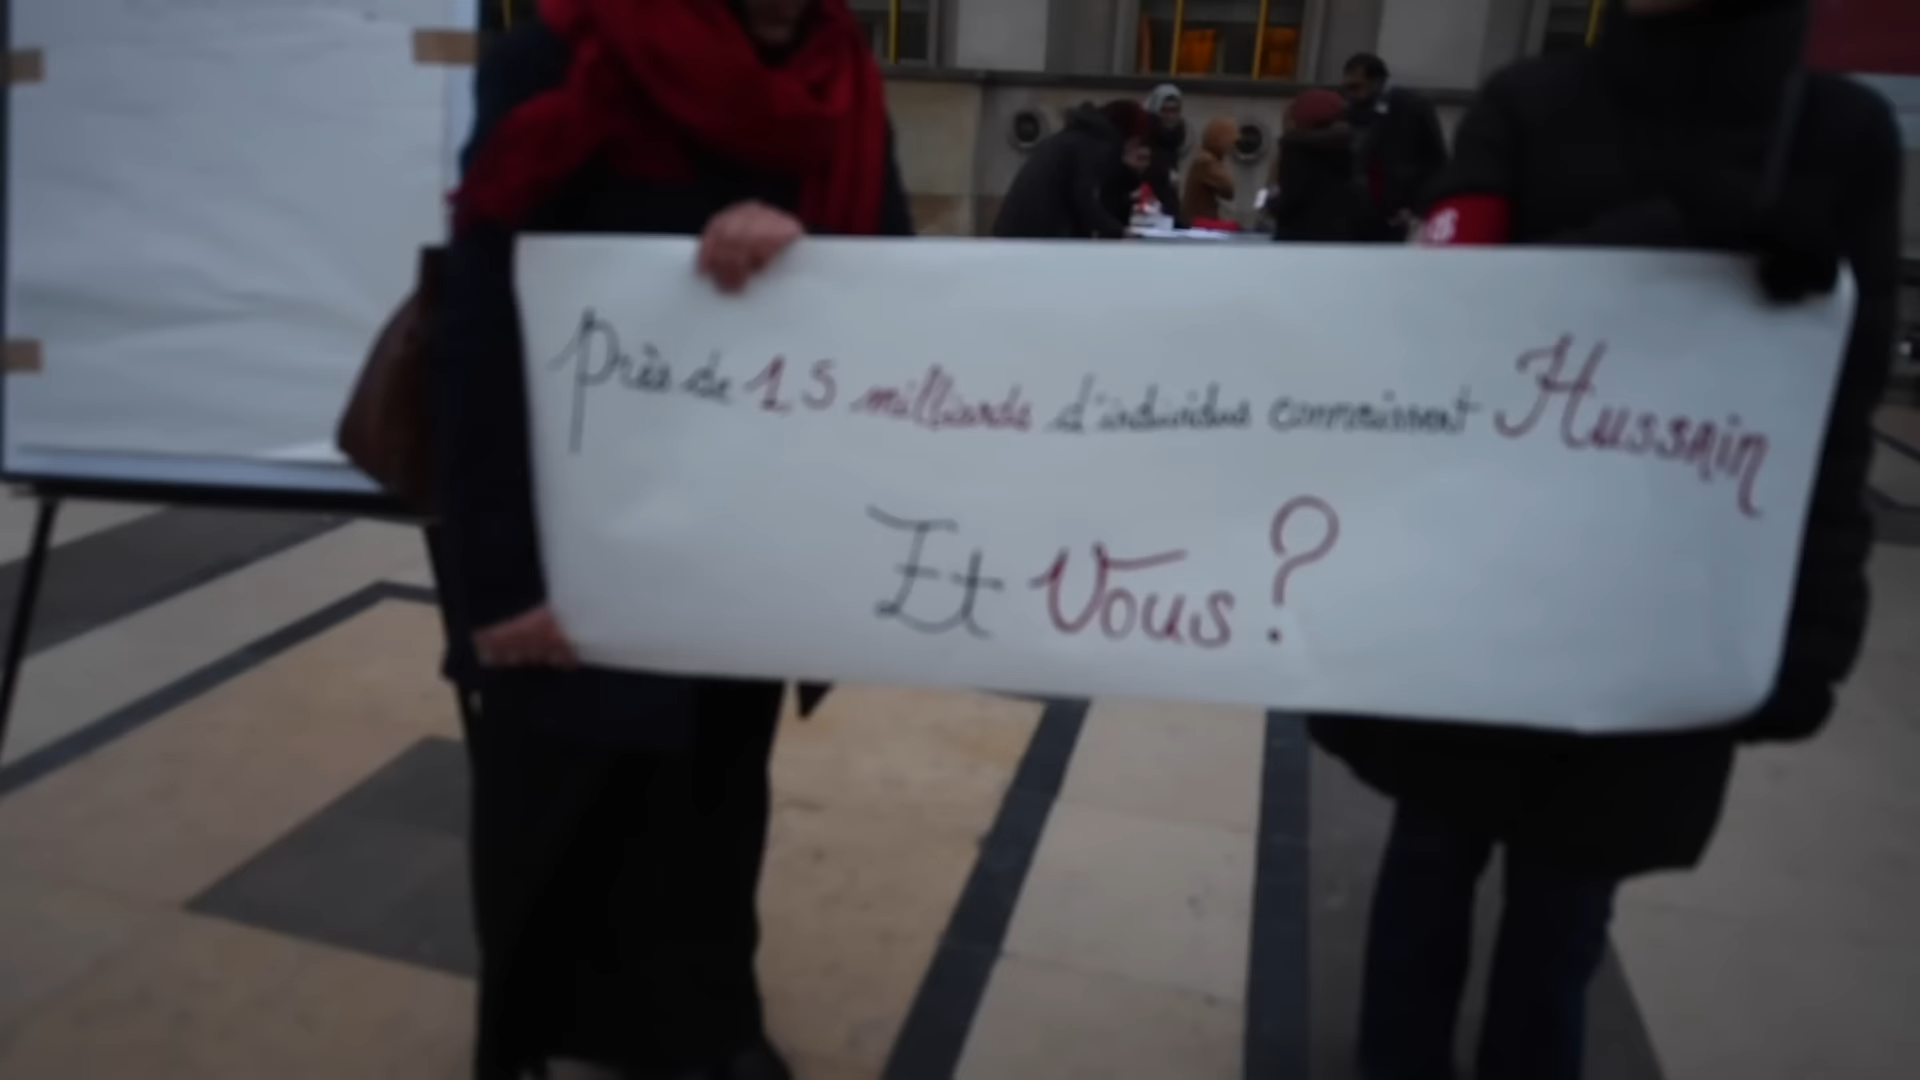 Près de 1,5 milliards d'individus connaissent Hussain
Et Vous ?